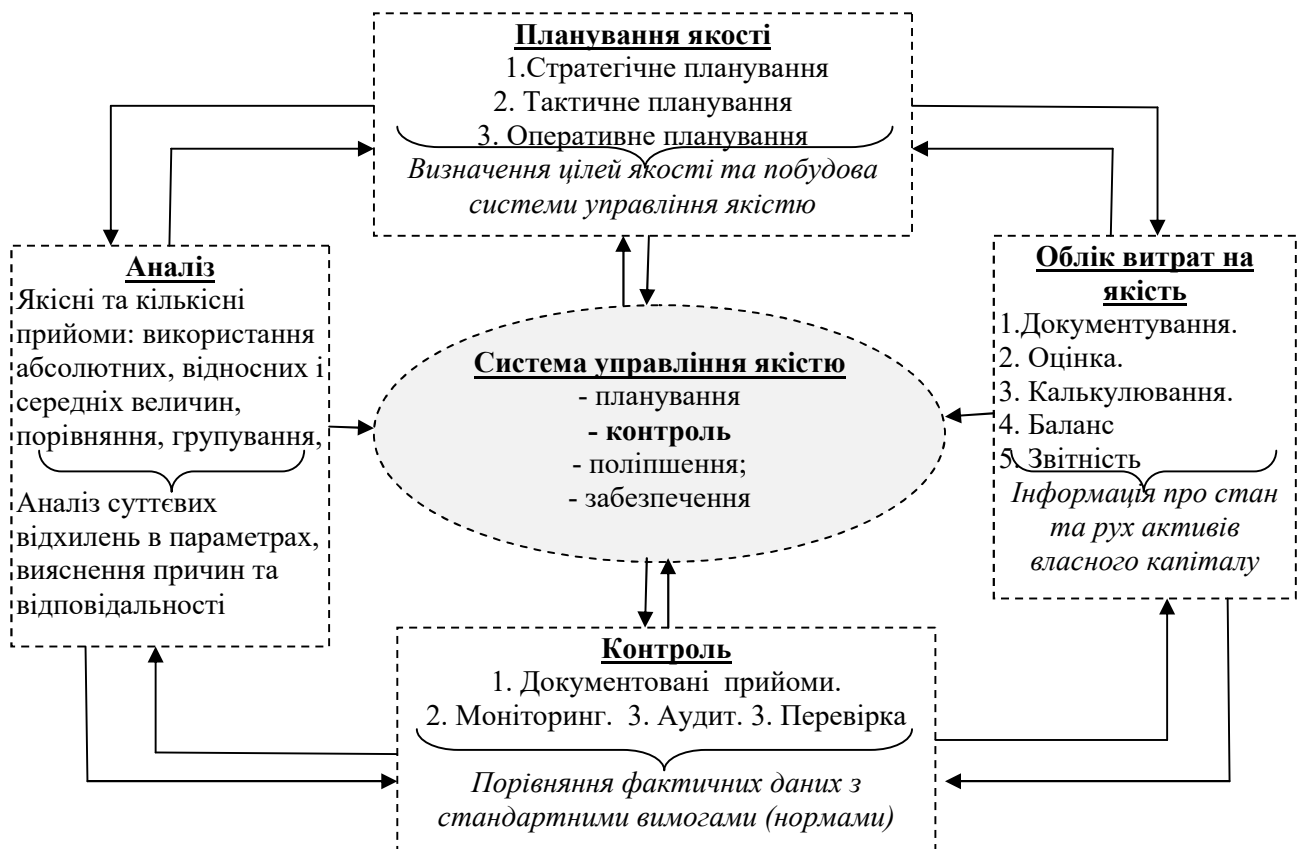 Планування якості
1.Стратегічне планування
2. Тактичне планування
3. Оперативне планування
Визначення цілей якості та побудова
системи управління якістю
Аналіз
Якісні та кількісні
прийоми: використання
абсолютних, відносних і
середніх величин,
порівняння, групування,
Аналіз суттєвих
відхилень в параметрах,
вияснення причин та
відповідальності
Система управління якістю
- планування
- контроль
- поліпшення;
- забезпечення
Облік витрат на
якість
1.Документування.
2. Оцінка.
3. Калькулювання.
4. Баланс
5. Звітність
Інформація про стан
та рух активів
власного капіталу
Контроль
1. Документовані прийоми.
2. Моніторинг. 3. Аудит. 3. Перевірка
Порівняння фактичних даних з
стандартними вимогами (нормами)